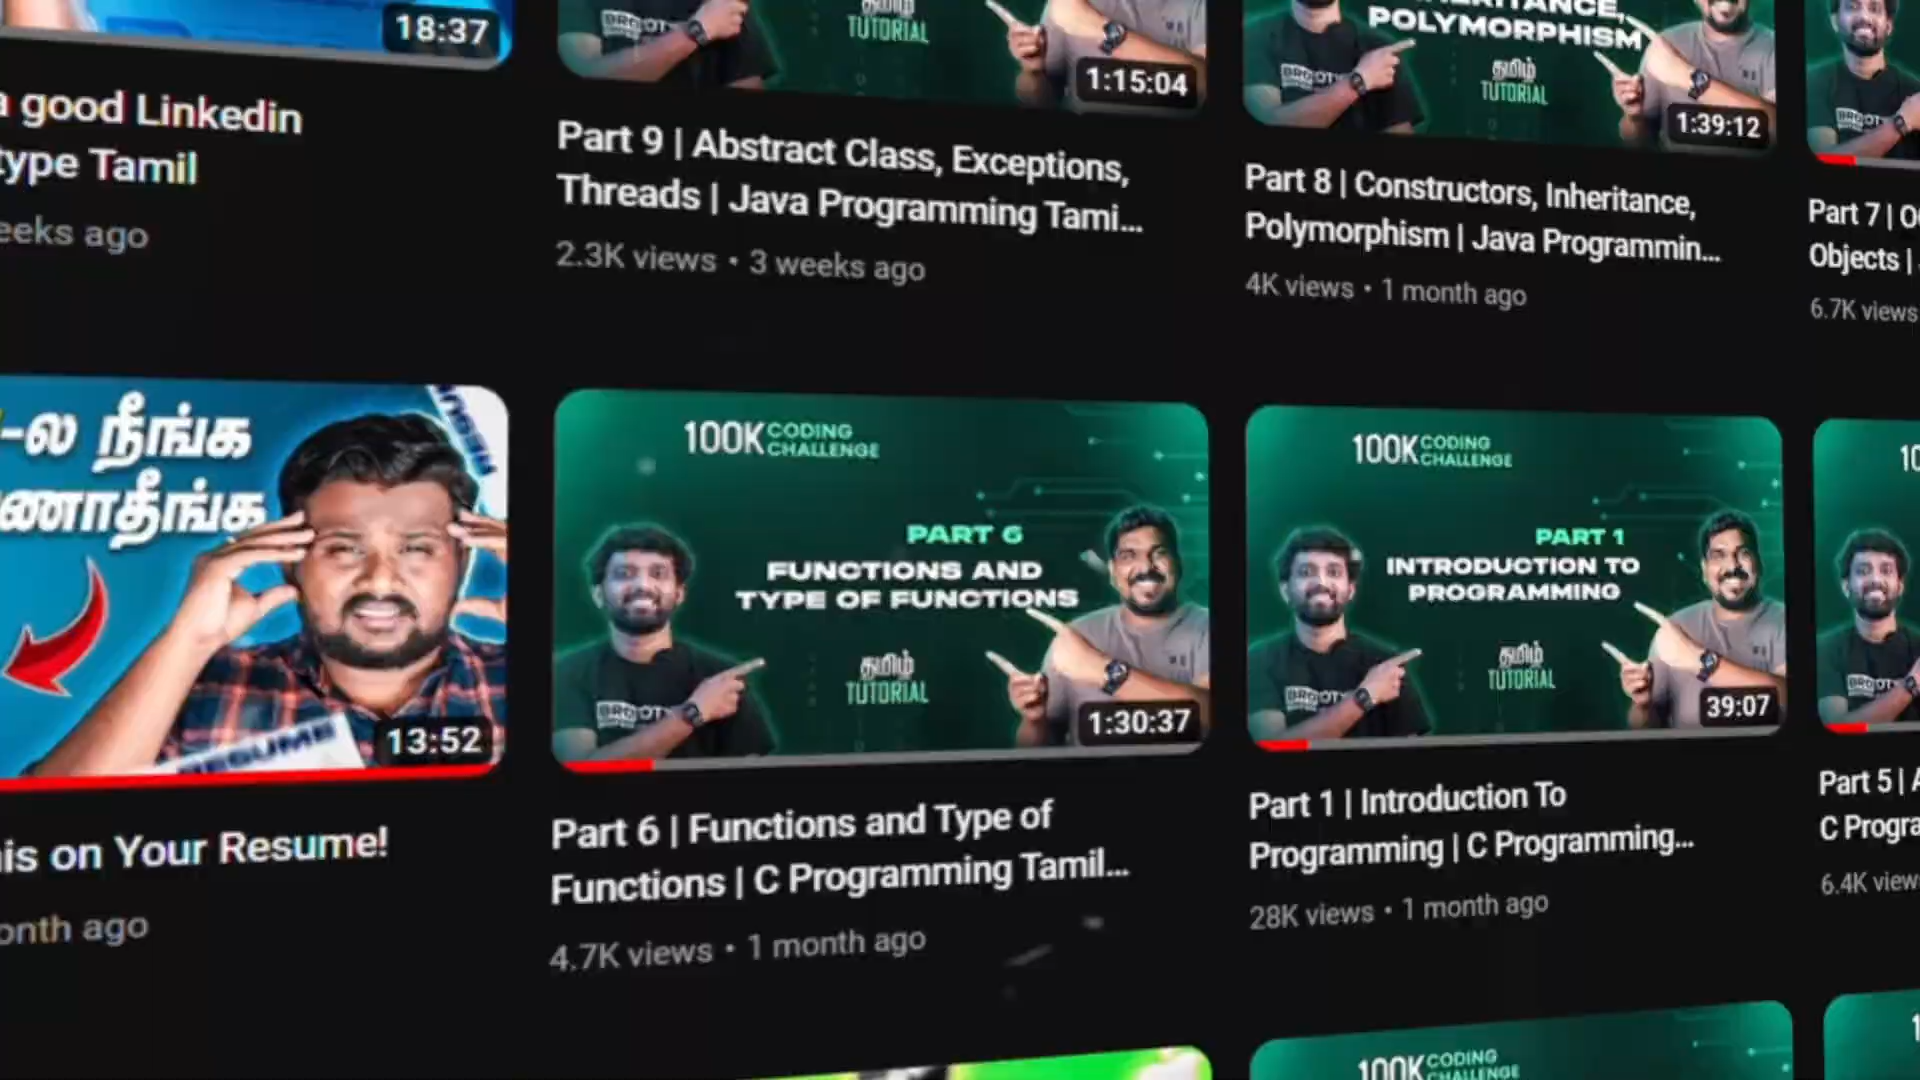 18:37
a good Linkedin
type Tamil
eeks ago
தமிழ்
TUTORIAL
1:15:04
Part 9 | Abstract Class, Exceptions,
Threads | Java Programming Tami...
2.3K views • 3 weeks ago
POLYMORPHISM
தமிழ்
TUTORIAL
1:39:12
Part 8 | Constructors, Inheritance,
Polymorphism | Java Programmin...
4K views • 1 month ago
Part 7 |
Objects |
6.7K views
-ல நீங்க
ணாதீங்க
RESUME
13:52
is on Your Resume!
onth ago
100K CODING
CHALLENGE
PART 6
FUNCTIONS AND
TYPE OF FUNCTIONS
தமிழ்
TUTORIAL
1:30:37
Part 6 | Functions and Type of
Functions | C Programming Tamil...
4.7K views • 1 month ago
100K CODING
CHALLENGE
PART 1
INTRODUCTION TO
PROGRAMMING
தமிழ்
TUTORIAL
39:07
Part 1 | Introduction To
Programming | C Programming...
28K views • 1 month ago
Part 5 |
C Progra
6.4K view
100K CODING
CHALLENGE